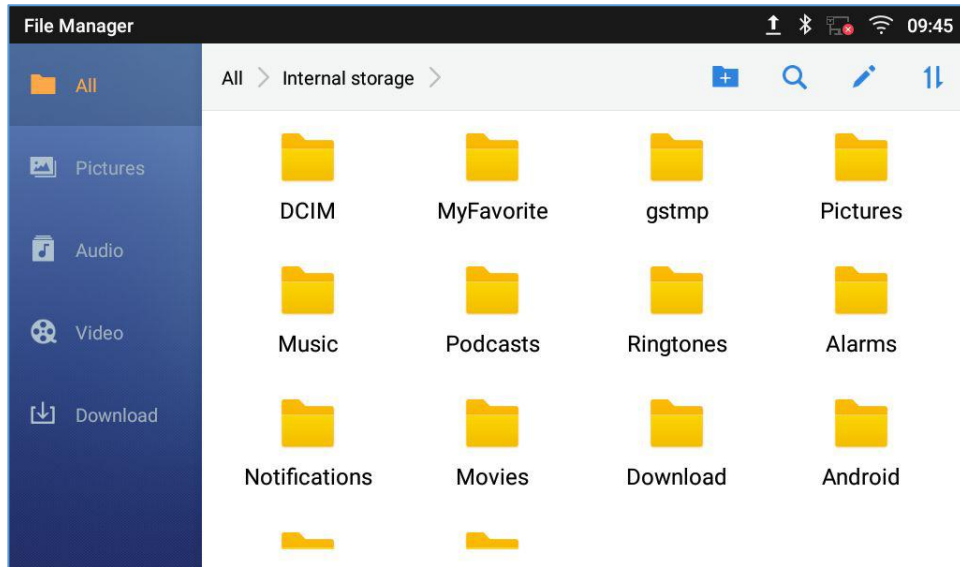 File Manager 09:45
All
Pictures
Audio
Video
Download
All Internal storage
DCIM MyFavorite gstmp Pictures
Music Podcasts Ringtones Alarms
Notifications Movies Download Android